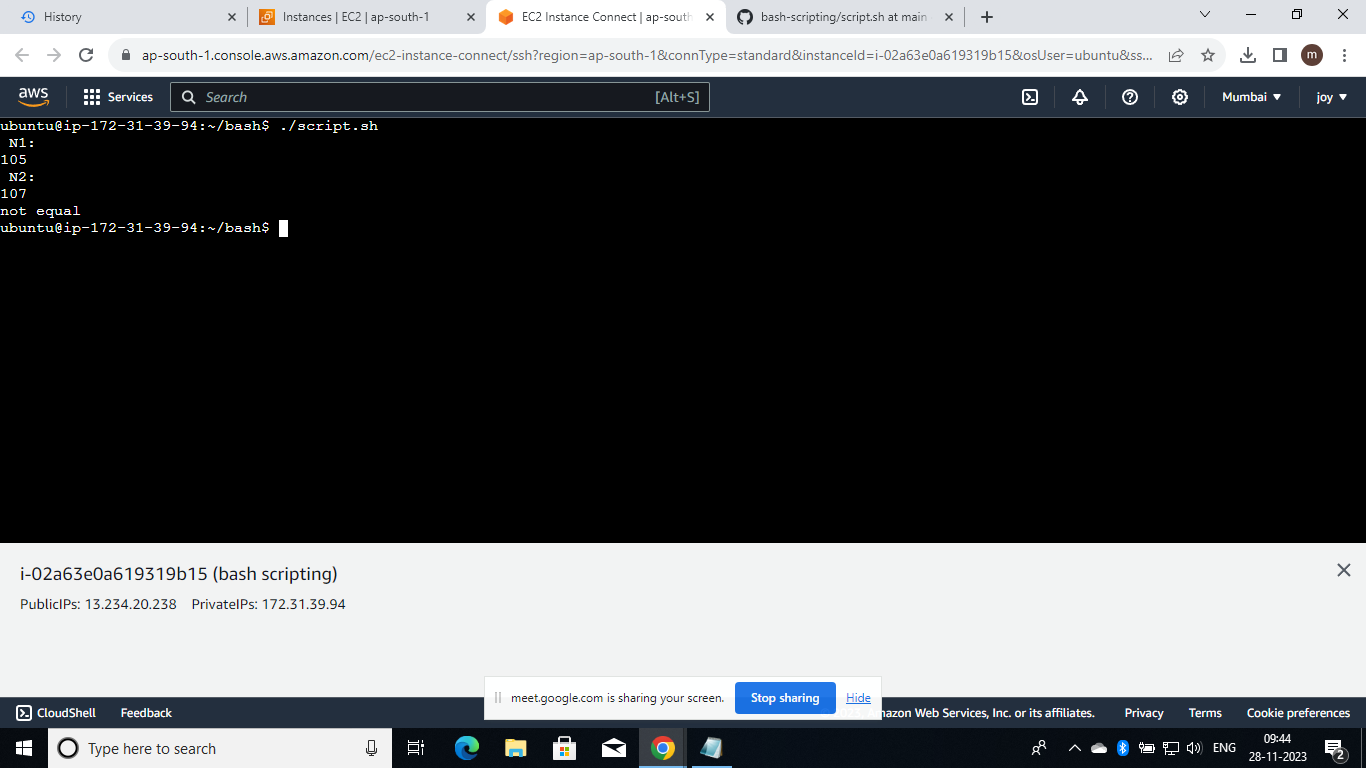 History
Instances | EC2 | ap-south-1
EC2 Instance Connect | ap-south
bash-scripting/script.sh at main
ap-south-1.console.aws.amazon.com/ec2-instance-connect/ssh?region=ap-south-1&connType=standard&instanceId=i-02a63e0a619319b15&osUser=ubuntu&ss...
m
aws
Services
Search
[Alt+S]
Mumbai
joy
ubuntu@ip-172-31-39-94:~/bash$ ./script.sh
N1:
105
N2:
107
not equal
ubuntu@ip-172-31-39-94:~/bash$
i-02a63e0a619319b15 (bash scripting)
PublicIPs: 13.234.20.238 PrivateIPs: 172.31.39.94
meet.google.com is sharing your screen.
Stop sharing
Hide
CloudShell
Feedback
Web Services, Inc. or its affiliates.
Privacy
Terms
Cookie preferences
Type here to search
ENG
09:44
28-11-2023
2